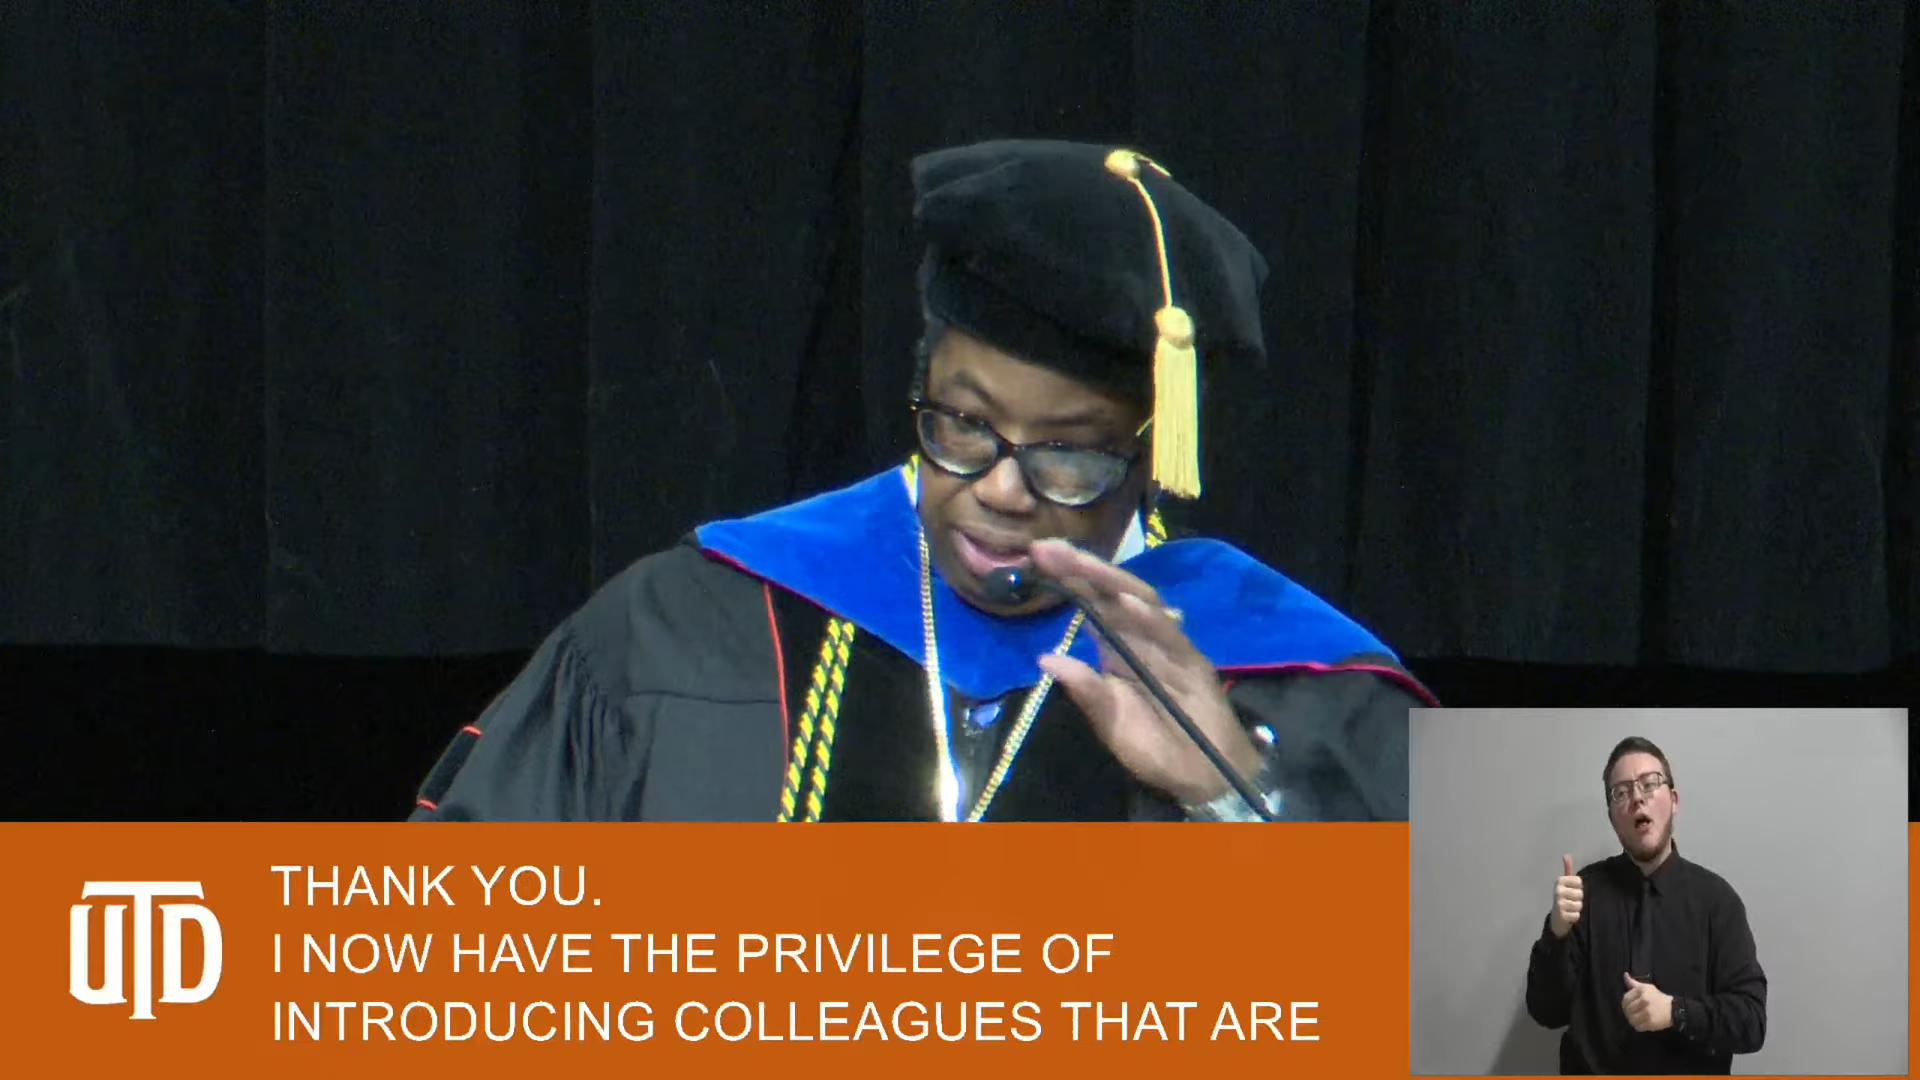 UTD
THANK YOU.
I NOW HAVE THE PRIVILEGE OF
INTRODUCING COLLEAGUES THAT ARE